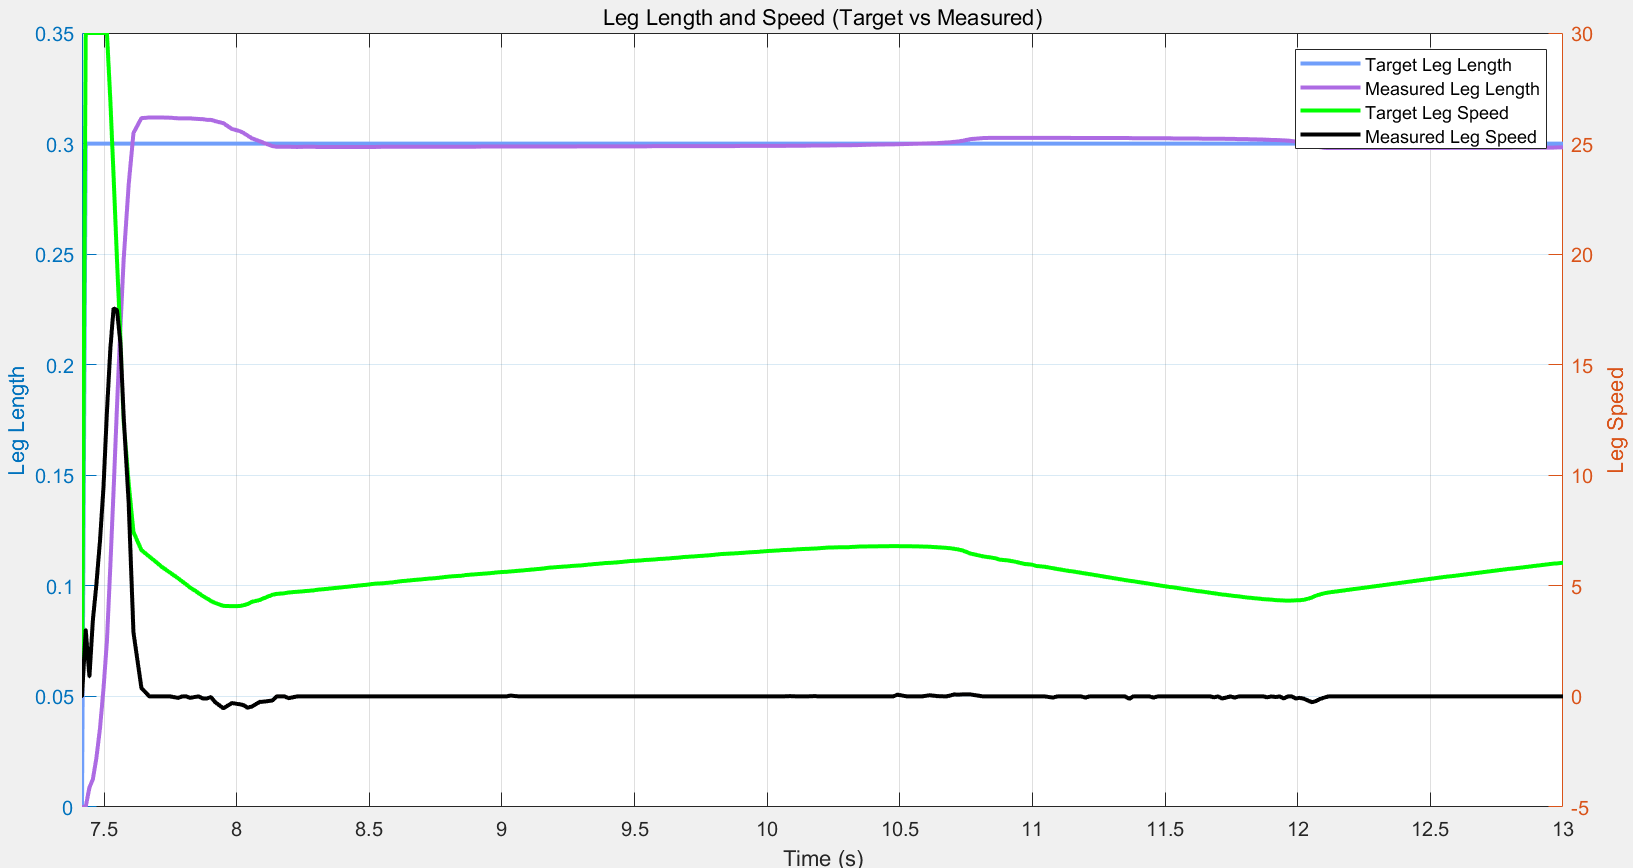 Leg Length and Speed (Target vs Measured)
0.35
0.3
0.25
0.2
0.15
0.1
0.05
0
Leg Length
30
25
20
15
10
5
0
-5
Leg Speed
Target Leg Length
Measured Leg Length
Target Leg Speed
Measured Leg Speed
7.5 8 8.5 9 9.5 10 10.5 11 11.5 12 12.5 13
Time (s)